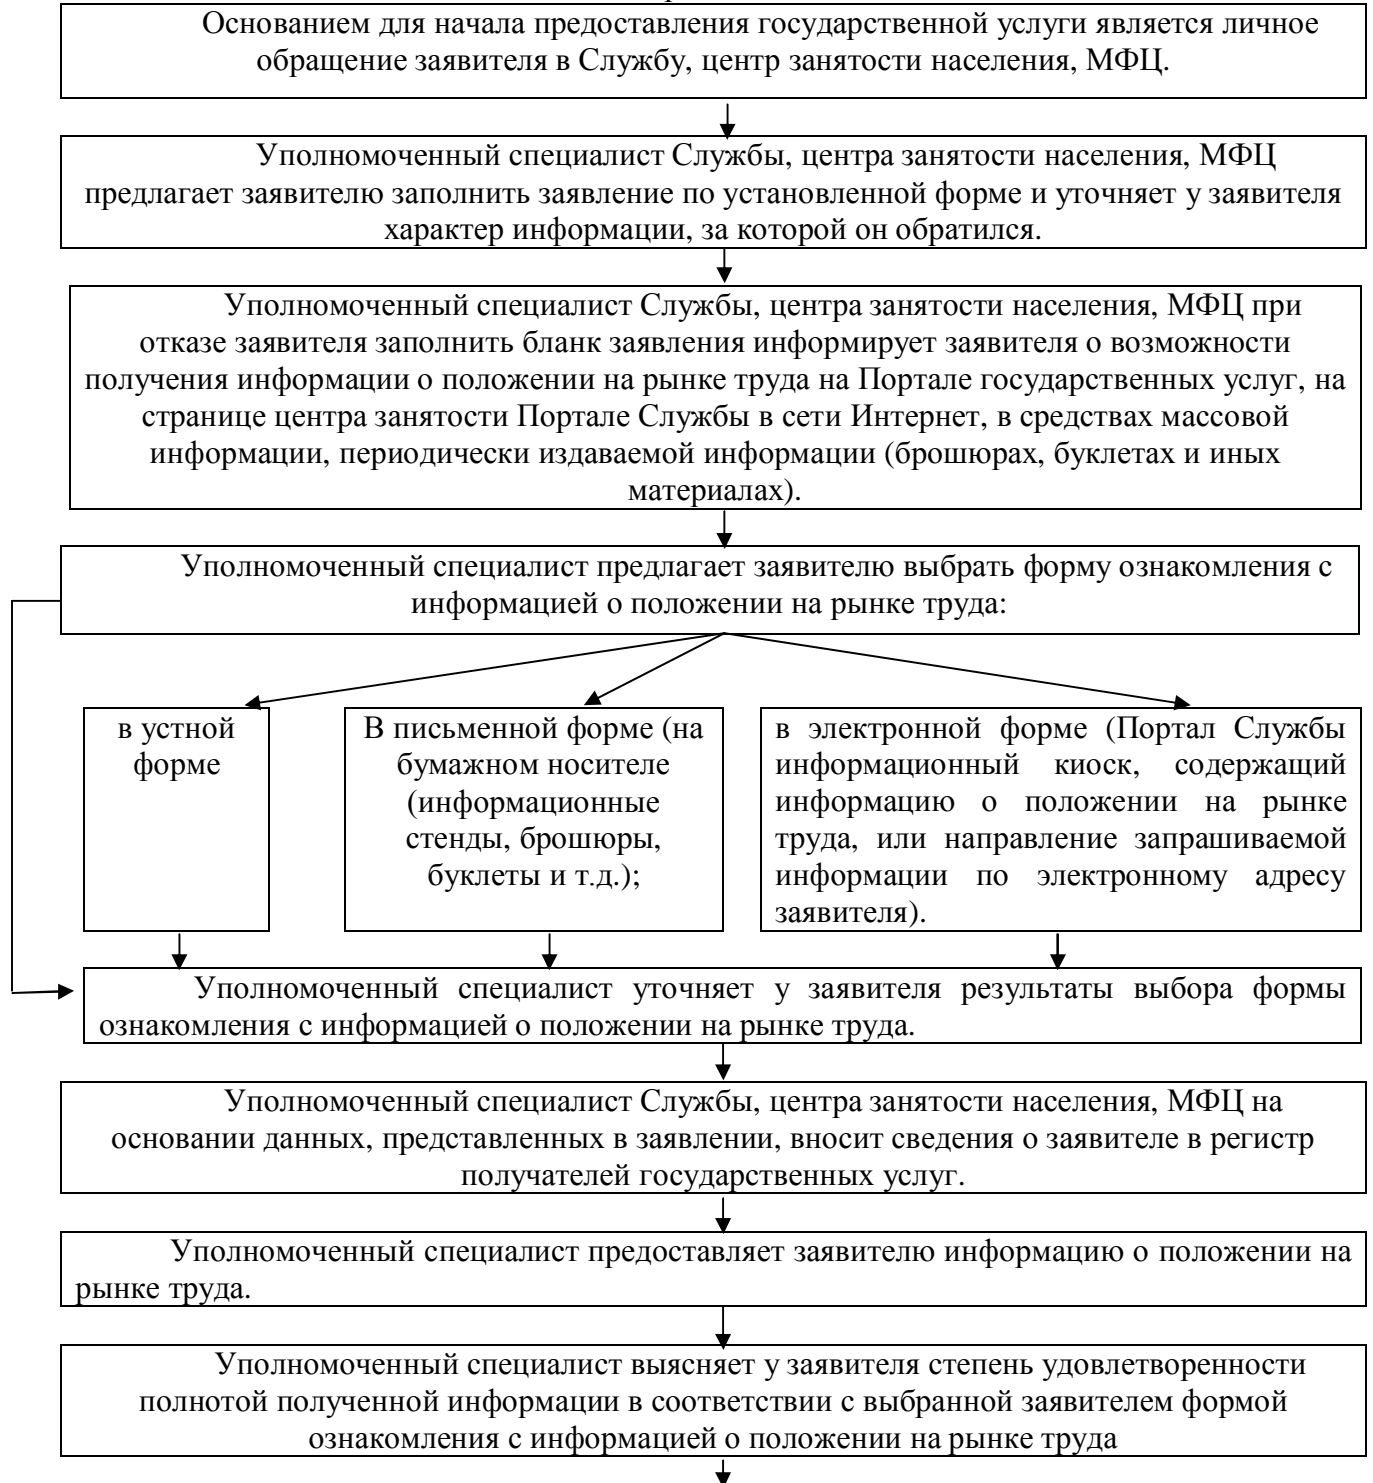 Основанием для начала предоставления государственной услуги является личное
обращение заявителя в Службу, центр занятости населения, МФЦ.
Уполномоченный специалист Службы, центра занятости населения, МФЦ
предлагает заявителю заполнить заявление по установленной форме и уточняет у заявителя
характер информации, за которой он обратился.
Уполномоченный специалист Службы, центра занятости населения, МФЦ при
отказе заявителя заполнить бланк заявления информирует заявителя о возможности
получения информации о положении на рынке труда на Портале государственных услуг, на
странице центра занятости Портале Службы в сети Интернет, в средствах массовой
информации, периодически издаваемой информации (брошюрах, буклетах и иных
материалах).
Уполномоченный специалист предлагает заявителю выбрать форму ознакомления с
информацией о положении на рынке труда:
в устной
форме
В письменной форме (на
бумажном носителе
(информационные
стенды, брошюры,
буклеты и т.д.);
в электронной форме (Портал Службы
информационный киоск, содержащий
информацию о положении на рынке
труда, или направление запрашиваемой
информации по электронному адресу
заявителя).
Уполномоченный специалист уточняет у заявителя результаты выбора формы
ознакомления с информацией о положении на рынке труда.
Уполномоченный специалист Службы, центра занятости населения, МФЦ на
основании данных, представленных в заявлении, вносит сведения о заявителе в регистр
получателей государственных услуг.
Уполномоченный специалист предоставляет заявителю информацию о положении на
рынке труда.
Уполномоченный специалист выясняет у заявителя степень удовлетворенности
полнотой полученной информации в соответствии с выбранной заявителем формой
ознакомления с информацией о положении на рынке труда